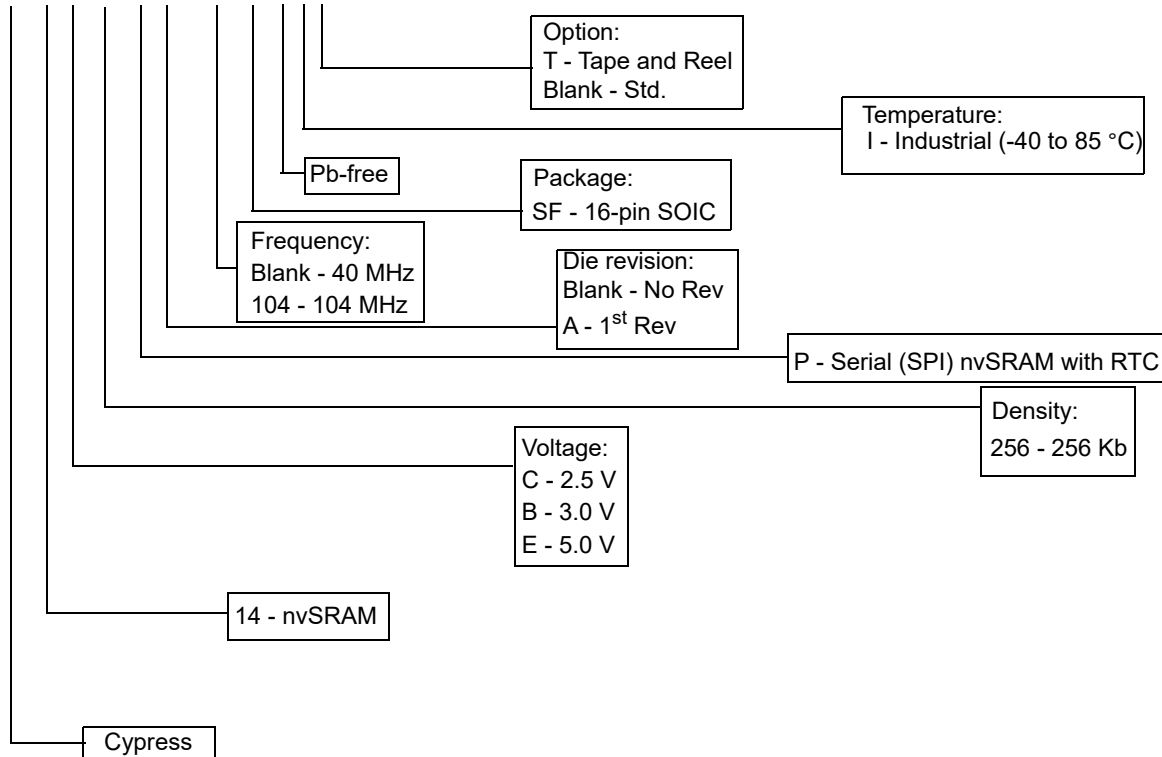 Option:
T - Tape and Reel
Blank - Std.
Temperature:
I - Industrial (-40 to 85 °C)
Pb-free
Package:
SF - 16-pin SOIC
Frequency:
Blank - 40 MHz
104 - 104 MHz
Die revision:
Blank - No Rev
A - 1st Rev
P - Serial (SPI) nvSRAM with RTC
Density:
256 - 256 Kb
Voltage:
C - 2.5 V
B - 3.0 V
E - 5.0 V
14 - nvSRAM
Cypress